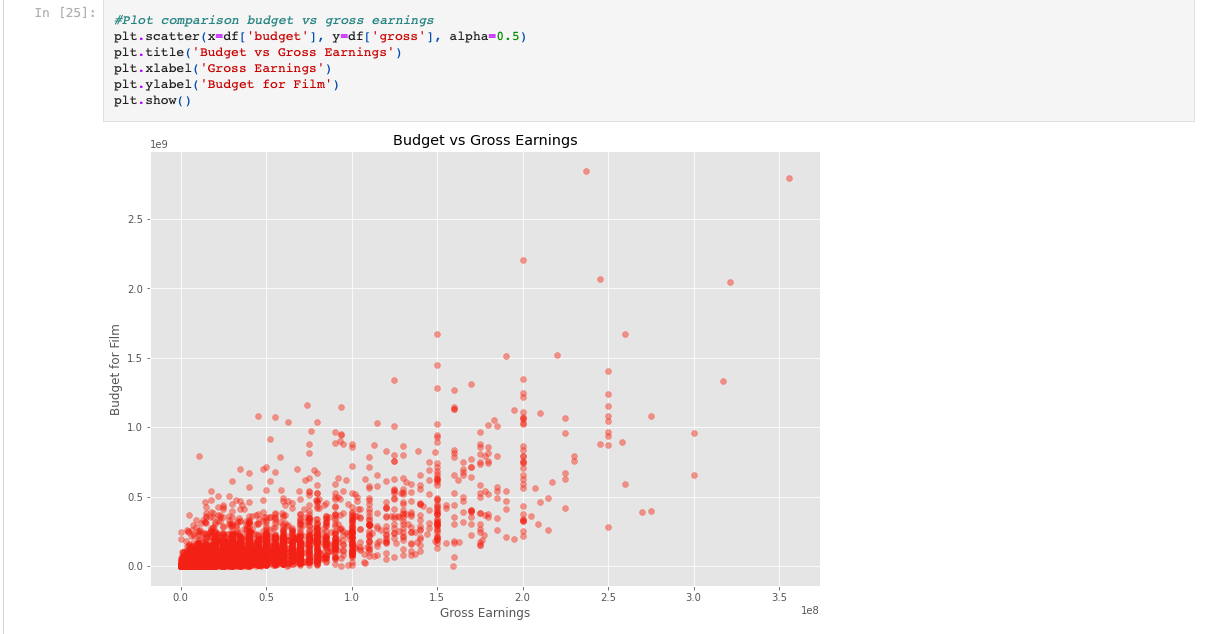 In [25]:
#Plot comparison budget vs gross earnings
plt.scatter(x=df['budget'], y=df['gross'], alpha=0.5)
plt.title('Budget vs Gross Earnings')
plt.xlabel('Gross Earnings')
plt.ylabel('Budget for Film')
plt.show()
Budget vs Gross Earnings
1e9
2.5
2.0
1.5
1.0
0.5
0.0
Budget for Film
0.0 0.5 1.0 1.5 2.0 2.5 3.0 3.5
1e8
Gross Earnings